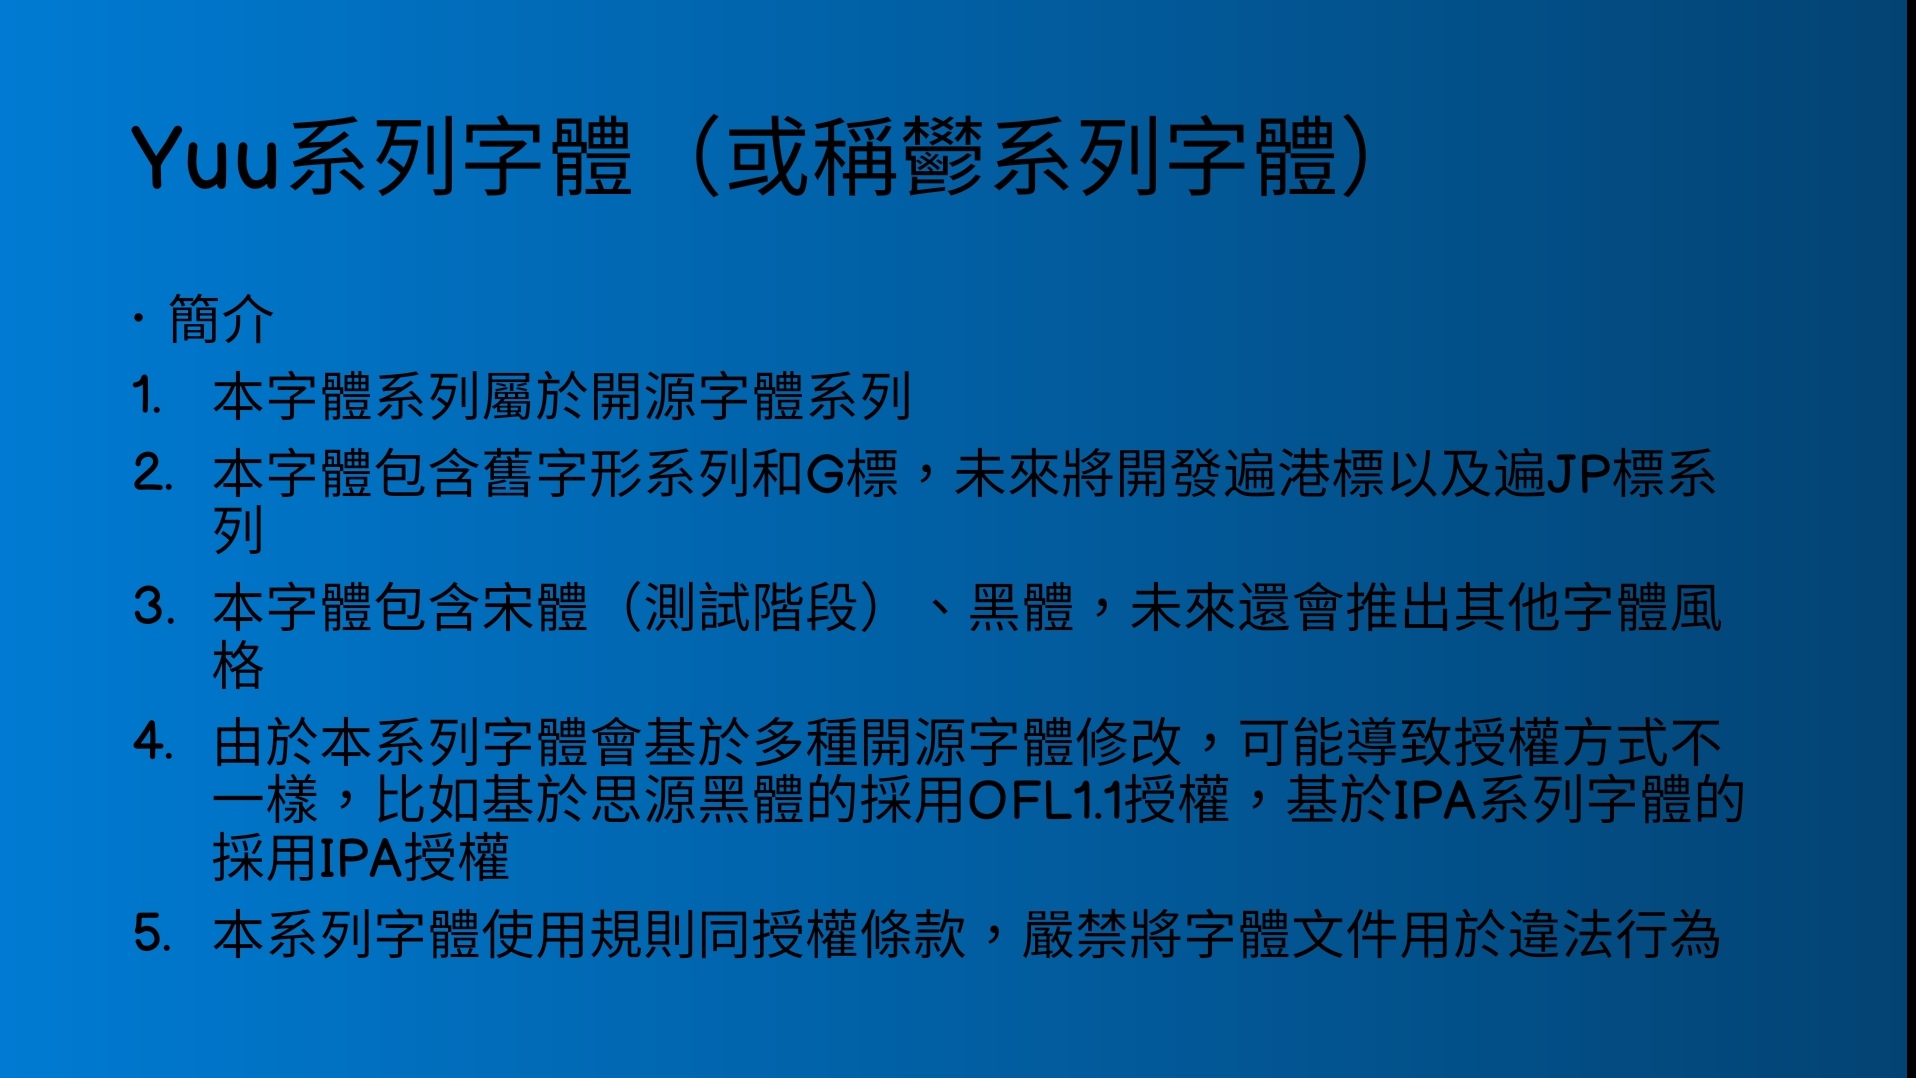 Yuu系列字體（或稱鬱系列字體）
·簡介
1. 本字體系列屬於開源字體系列
2. 本字體包含舊字形系列和G標，未來將開發遍港標以及遍JP標系
列
3. 本字體包含宋體（測試階段）、黑體，未來還會推出其他字體風
格
4. 由於本系列字體會基於多種開源字體修改，可能導致授權方式不
一樣，比如基於思源黑體的採用OFL1.1授權，基於IPA系列字體的
採用IPA授權
5. 本系列字體使用規則同授權條款，嚴禁將字體文件用於違法行為